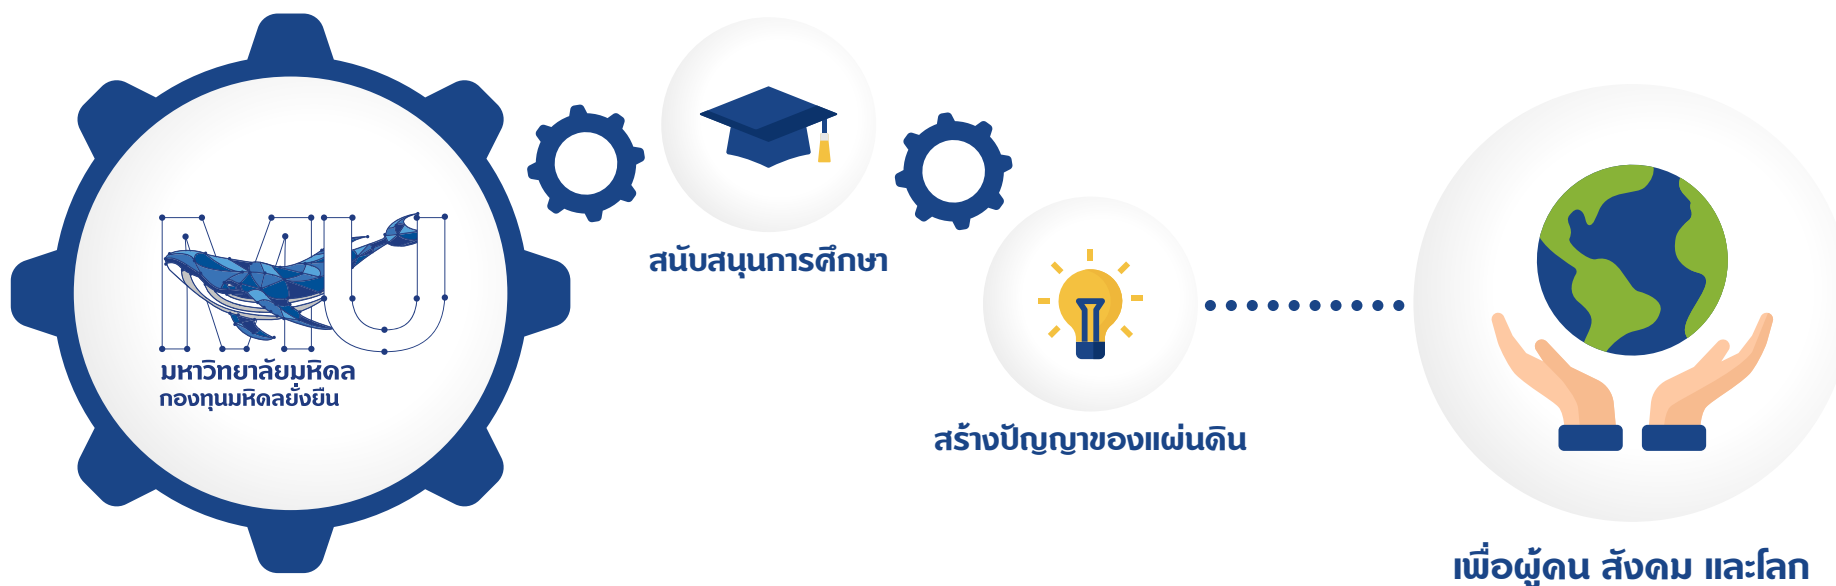 MU
มหาวิทยาลัยมหิดล
กองทุนมหิดลยั่งยืน
สนับสนุนการศึกษา
สร้างปัญญาของแผ่นดิน
เพื่อผู้คน สังคม และโลก